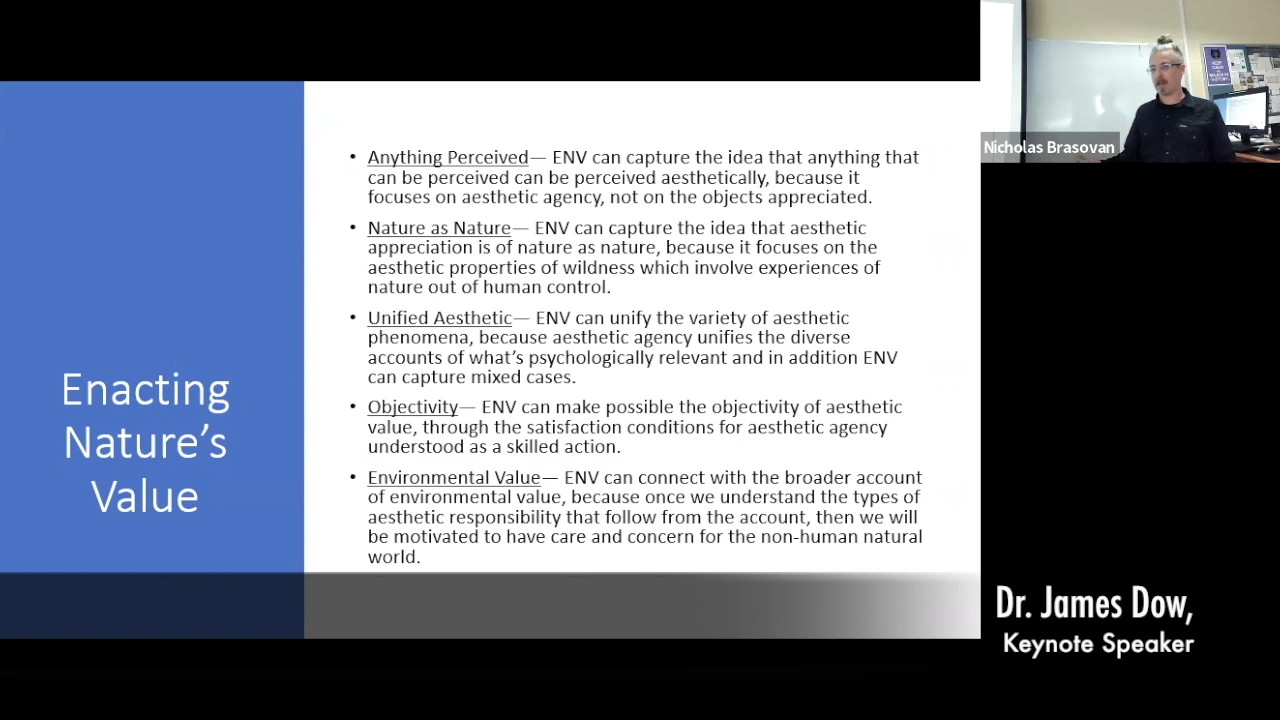 Enacting
Nature’s
Value
• Anything Perceived— ENV can capture the idea that anything that
can be perceived can be perceived aesthetically, because it
focuses on aesthetic agency, not on the objects appreciated.
• Nature as Nature— ENV can capture the idea that aesthetic
appreciation is of nature as nature, because it focuses on the
aesthetic properties of wildness which involve experiences of
nature out of human control.
• Unified Aesthetic— ENV can unify the variety of aesthetic
phenomena, because aesthetic agency unifies the diverse
accounts of what’s psychologically relevant and in addition ENV
can capture mixed cases.
• Objectivity— ENV can make possible the objectivity of aesthetic
value, through the satisfaction conditions for aesthetic agency
understood as a skilled action.
• Environmental Value— ENV can connect with the broader account
of environmental value, because once we understand the types of
aesthetic responsibility that follow from the account, then we will
be motivated to have care and concern for the non-human natural
world.
Nicholas Brasovan
Dr. James Dow,
Keynote Speaker